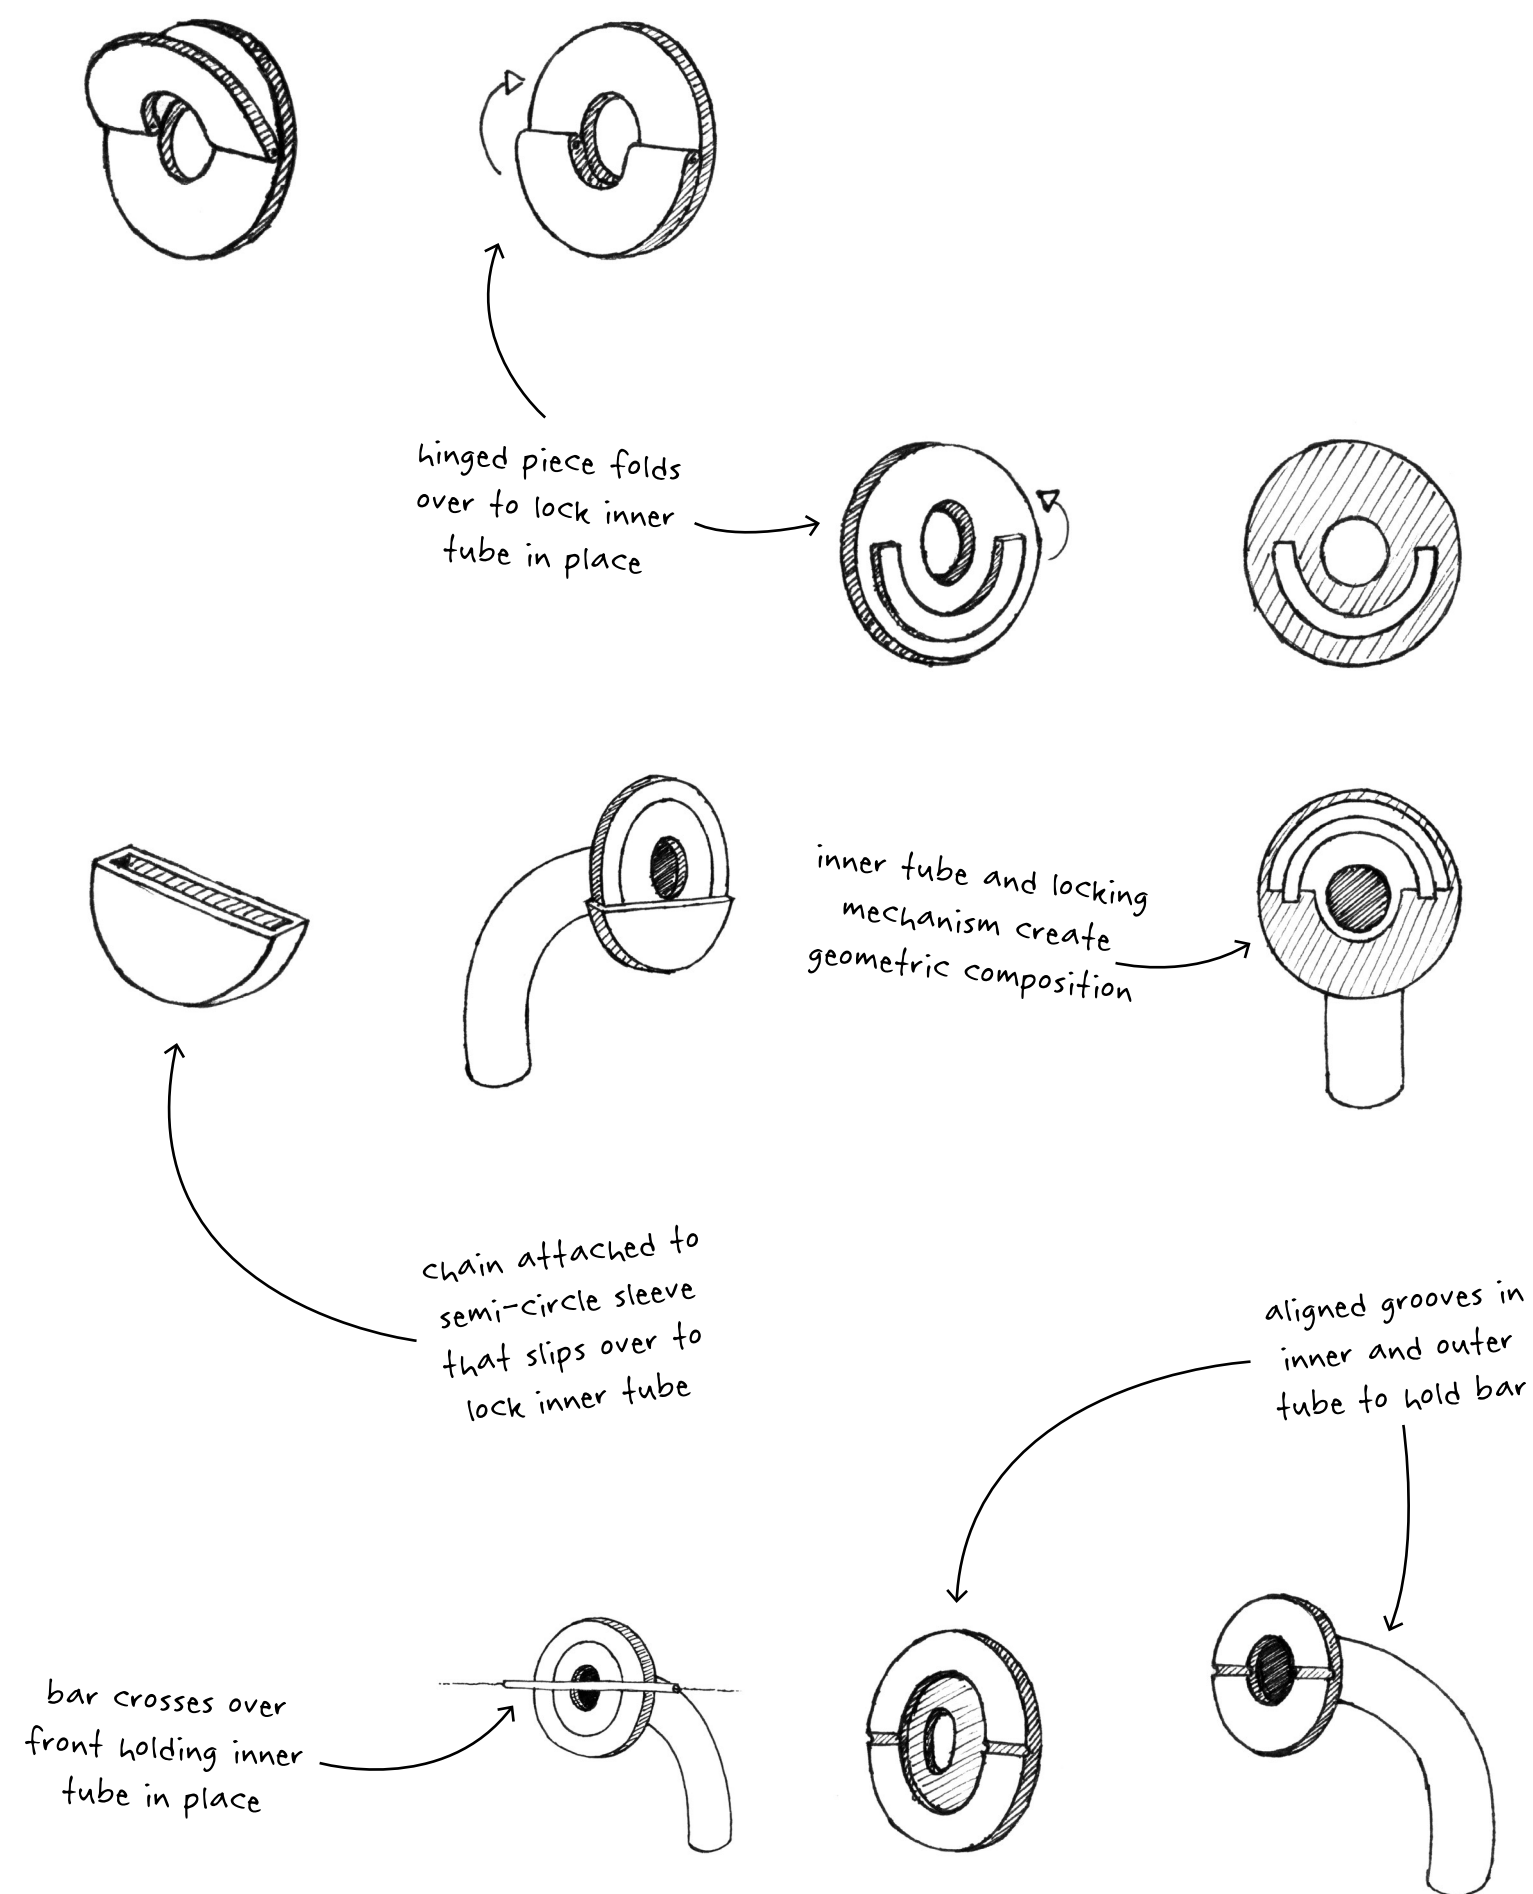 hinged piece folds
over to lock inner
tube in place
inner tube and locking
mechanism create
geometric composition
chain attached to
semi-circle sleeve
that slips over to
lock inner tube
aligned grooves in
inner and outer
tube to hold bar
bar crosses over
front holding inner
tube in place